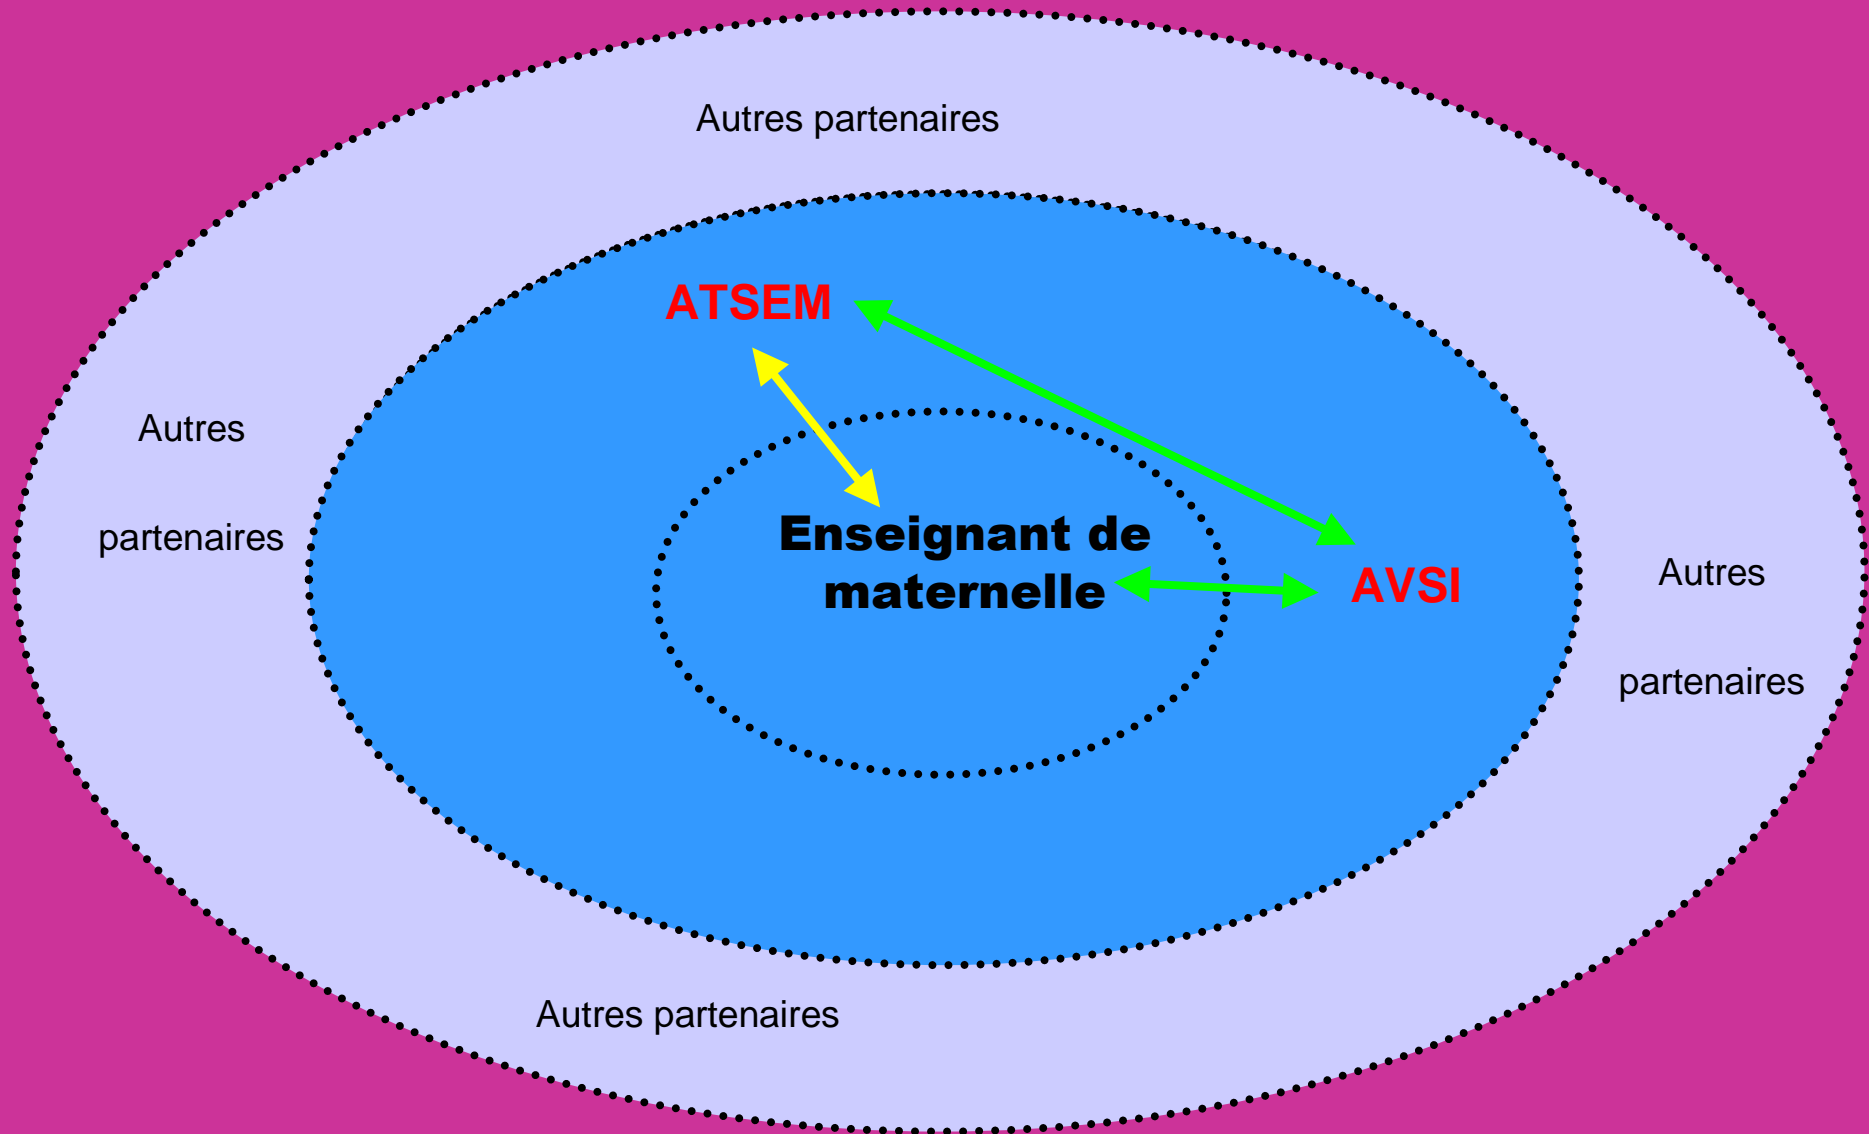 Autres partenaires
ATSEM
Autres
partenaires
Enseignant de
maternelle
AVSI
Autres
partenaires
Autres partenaires